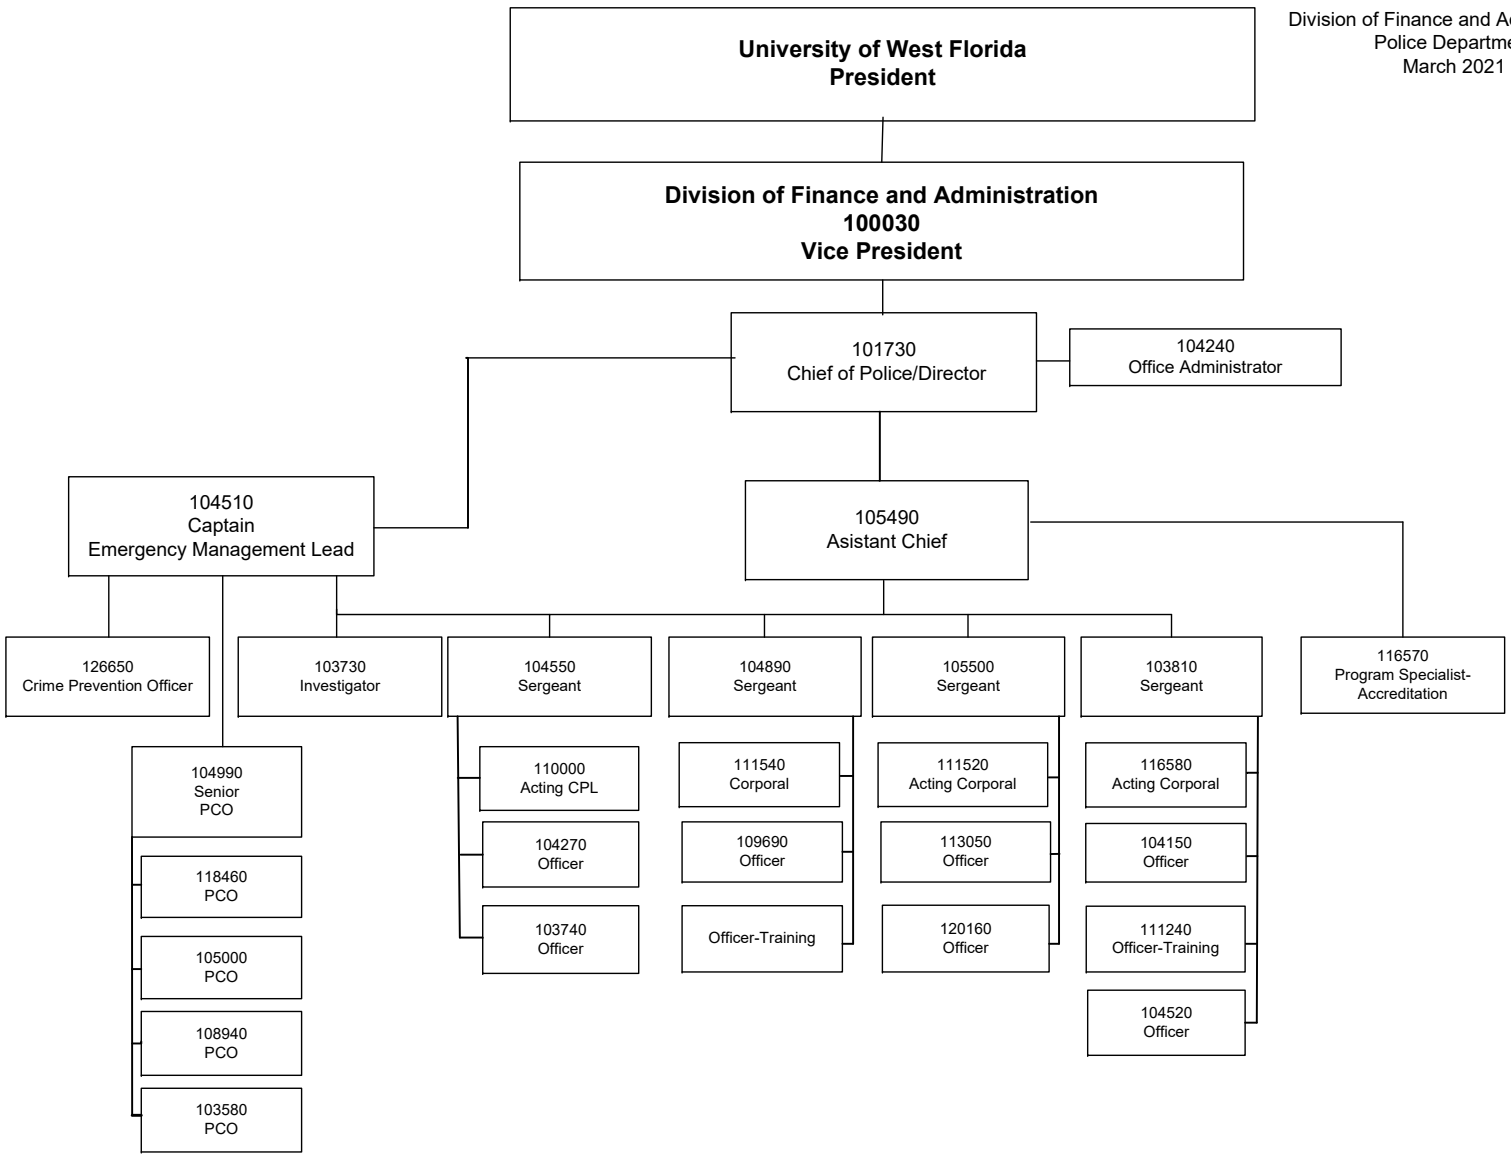 University of West Florida
President
Division of Finance and
Police
March 2021
Division of Finance and Administration
100030
Vice President
101730
Chief of Police/Director
104240
Office Administrator
104510
Captain
Emergency Management Lead
105490
Asistant Chief
126650
Crime Prevention Officer
103730
Investigator
104550
Sergeant
104890
Sergeant
105500
Sergeant
103810
Sergeant
116570
Program Specialist-
Accreditation
104990
Senior
PCO
118460
PCO
105000
PCO
108940
PCO
103580
PCO
110000
Acting CPL
104270
Officer
103740
Officer
111540
Corporal
109690
Officer
Officer-Training
111520
Acting Corporal
113050
Officer
120160
Officer
116580
Acting Corporal
104150
Officer
111240
Officer-Training
104520
Officer